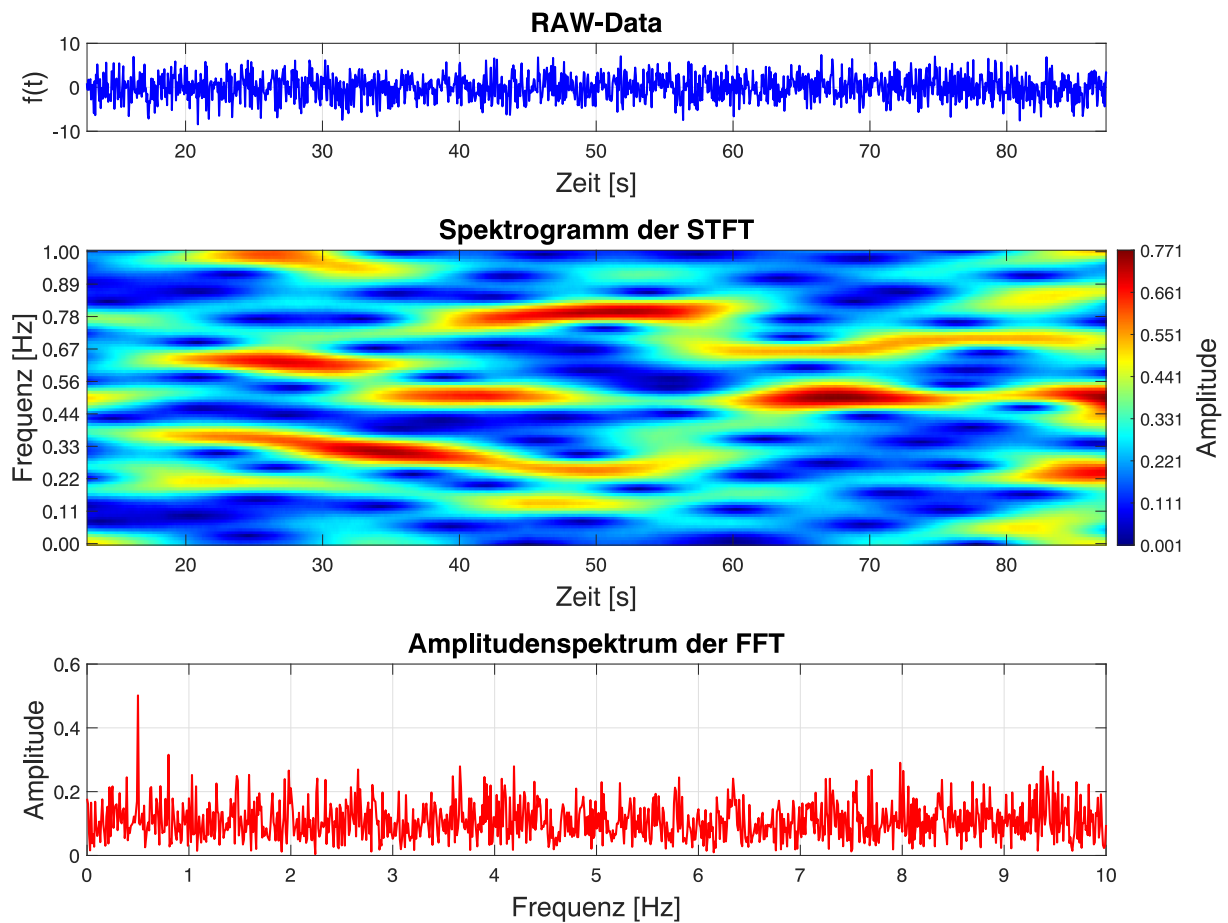 RAW-Data
10
0
-10
f(t)
20 30 40 50 60 70 80
Zeit [s]
Spektrogramm der STFT
1.00
0.89
0.78
0.67
0.56
0.44
0.33
0.22
0.11
0.00
Frequenz [Hz]
20 30 40 50 60 70 80
Zeit [s]
0.771
0.661
0.551
0.441
0.331
0.221
0.111
0.001
Amplitude
Amplitudenspektrum der FFT
0.6
0.4
0.2
0
Amplitude
0 1 2 3 4 5 6 7 8 9 10
Frequenz [Hz]